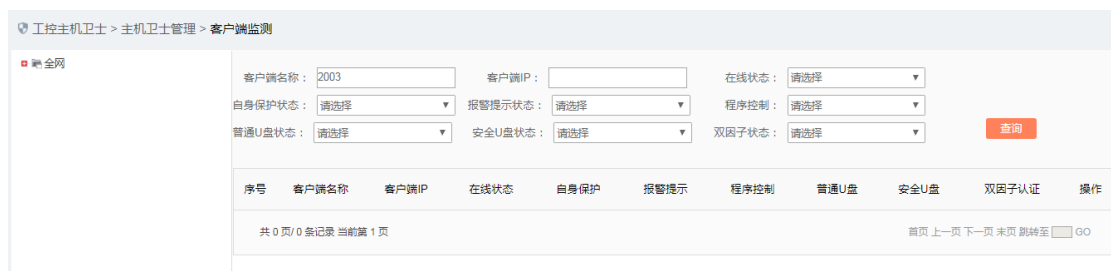 工控主机卫士 > 主机卫士管理 > 客户端监测
全网
客户端名称： 2003 客户端IP： 在线状态： 请选择
自身保护状态： 请选择 报警提示状态： 请选择 程序控制： 请选择
普通U盘状态： 请选择 安全U盘状态： 请选择 双因子状态： 请选择 查询
序号 客户端名称 客户端IP 在线状态 自身保护 报警提示 程序控制 普通U盘 安全U盘 双因子认证 操作
共 0 页/ 0 条记录 当前第 1 页 首页 上一页 下一页 末页 跳转至 GO